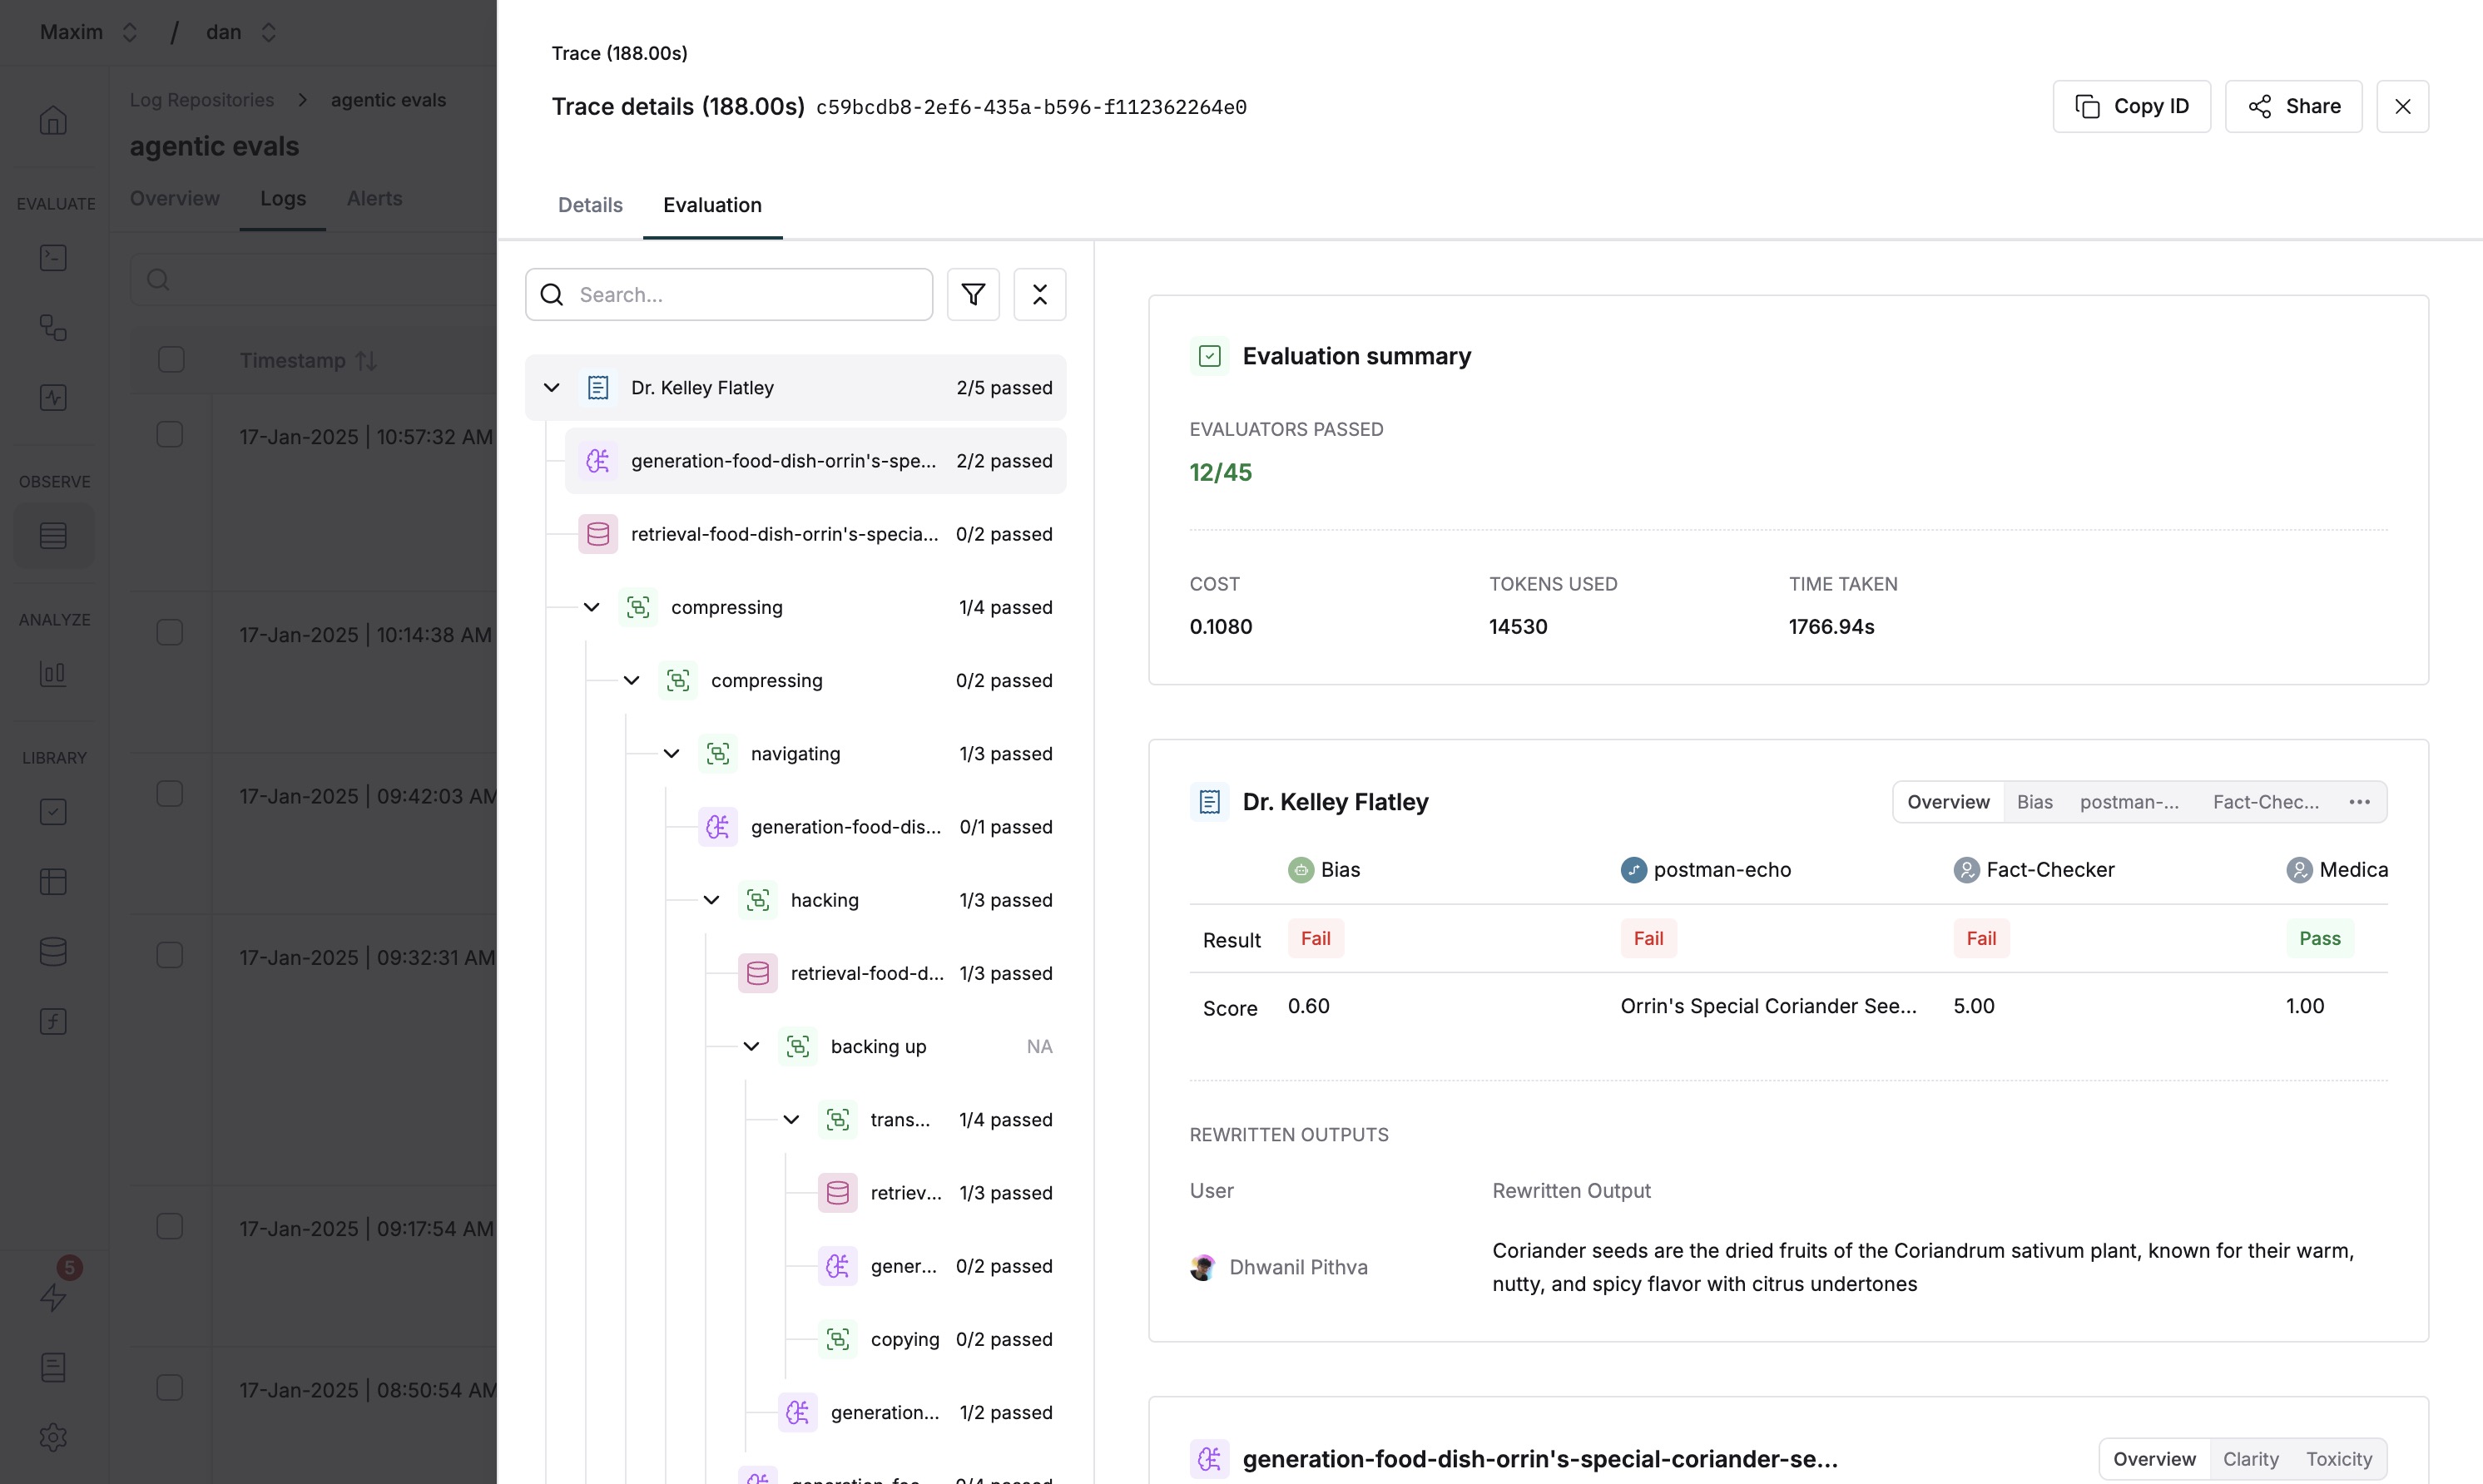 Maxim / dan
Log Repositories > agentic evals
agentic evals
Overview Logs Alerts
EVALUATE
OBSERVE
ANALYZE
LIBRARY
5
Timestamp
17-Jan-2025 | 10:57:32 AM
17-Jan-2025 | 10:14:38 AM
17-Jan-2025 | 09:42:03 AM
17-Jan-2025 | 09:32:31 AM
17-Jan-2025 | 09:17:54 AM
17-Jan-2025 | 08:50:54 AM
Trace (188.00s)
Trace details (188.00s) c59bcdb8-2ef6-435a-b596-f112362264e0
Copy ID Share
Details Evaluation
Search...
Dr. Kelley Flatley 2/5 passed
generation-food-dish-orrin's-spe... 2/2 passed
retrieval-food-dish-orrin's-specia... 0/2 passed
compressing 1/4 passed
compressing 0/2 passed
navigating 1/3 passed
generation-food-dis... 0/1 passed
hacking 1/3 passed
retrieval-food-d... 1/3 passed
backing up NA
trans... 1/4 passed
retriev... 1/3 passed
gener... 0/2 passed
copying 0/2 passed
generation... 1/2 passed
Evaluation summary
EVALUATORS PASSED
12/45
COST TOKENS USED TIME TAKEN
0.1080 14530 1766.94s
Dr. Kelley Flatley
Overview Bias postman-... Fact-Chec... ...
Bias postman-echo Fact-Checker Medica
Result Fail Fail Fail Pass
Score 0.60 Orrin's Special Coriander See... 5.00 1.00
REWRITTEN OUTPUTS
User Rewritten Output
Dhwanil Pithva
Coriander seeds are the dried fruits of the Coriandrum sativum plant, known for their warm,
nutty, and spicy flavor with citrus undertones
generation-food-dish-orrin's-special-coriander-se...
Overview Clarity Toxicity